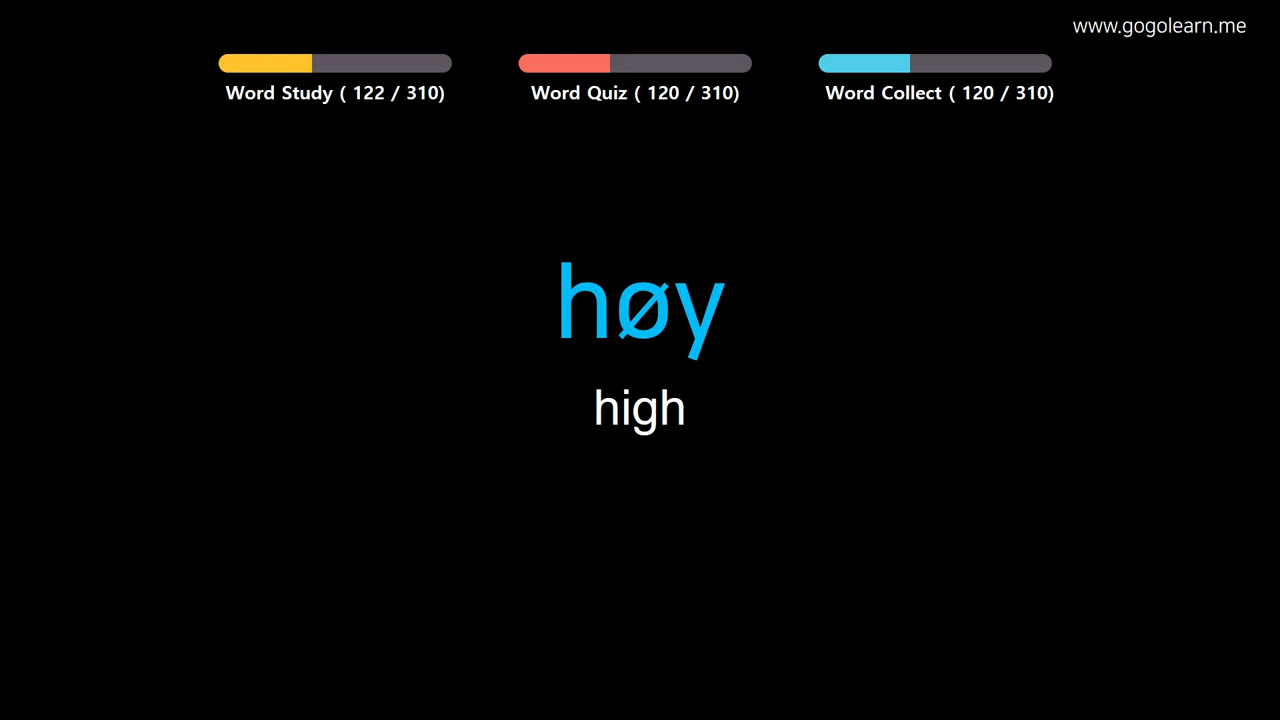 www.gogolearn.me
Word Study ( 122 / 310)
Word Quiz ( 120 / 310)
Word Collect ( 120 / 310)
høy
high